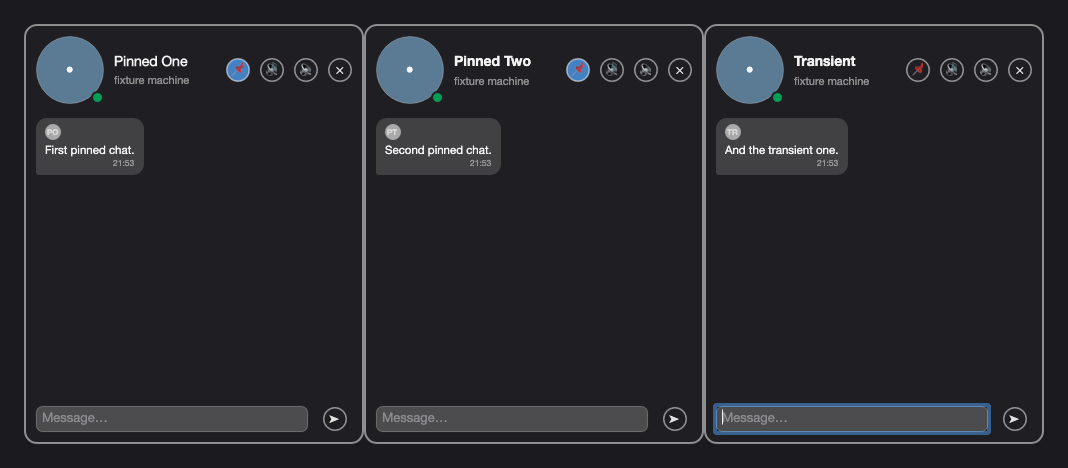 Pinned One
fixture machine
PO
First pinned chat.
21:53
Message...
Pinned Two
fixture machine
PT
Second pinned chat.
21:53
Message...
Transient
fixture machine
TR
And the transient one.
21:53
Message...